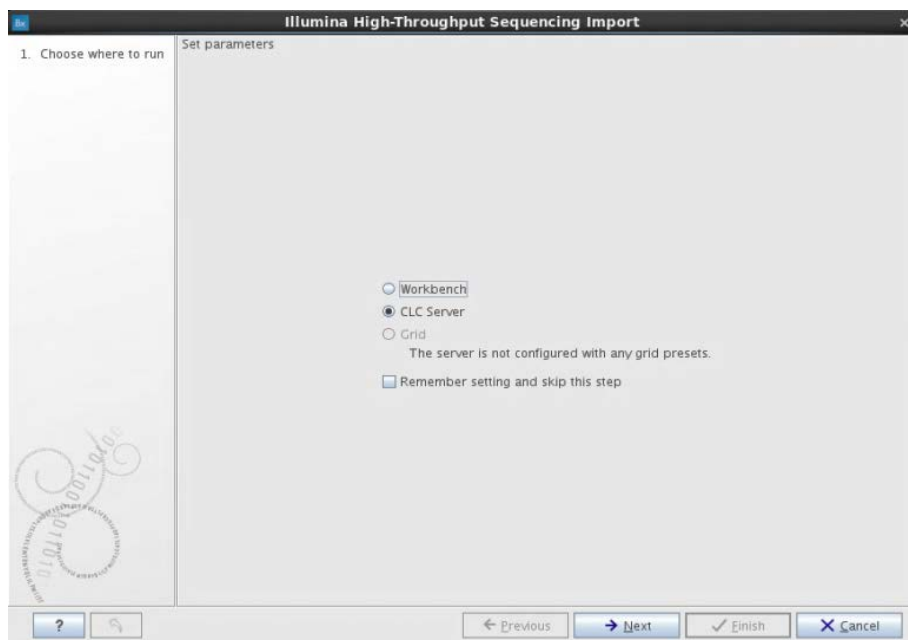 Illumina High-Throughput Sequencing Import
1. Choose where to run
Set parameters
Workbench
CLC Server
Grid
The server is not configured with any grid presets.
Remember setting and skip this step
? 
Previous
Next
Finish
Cancel